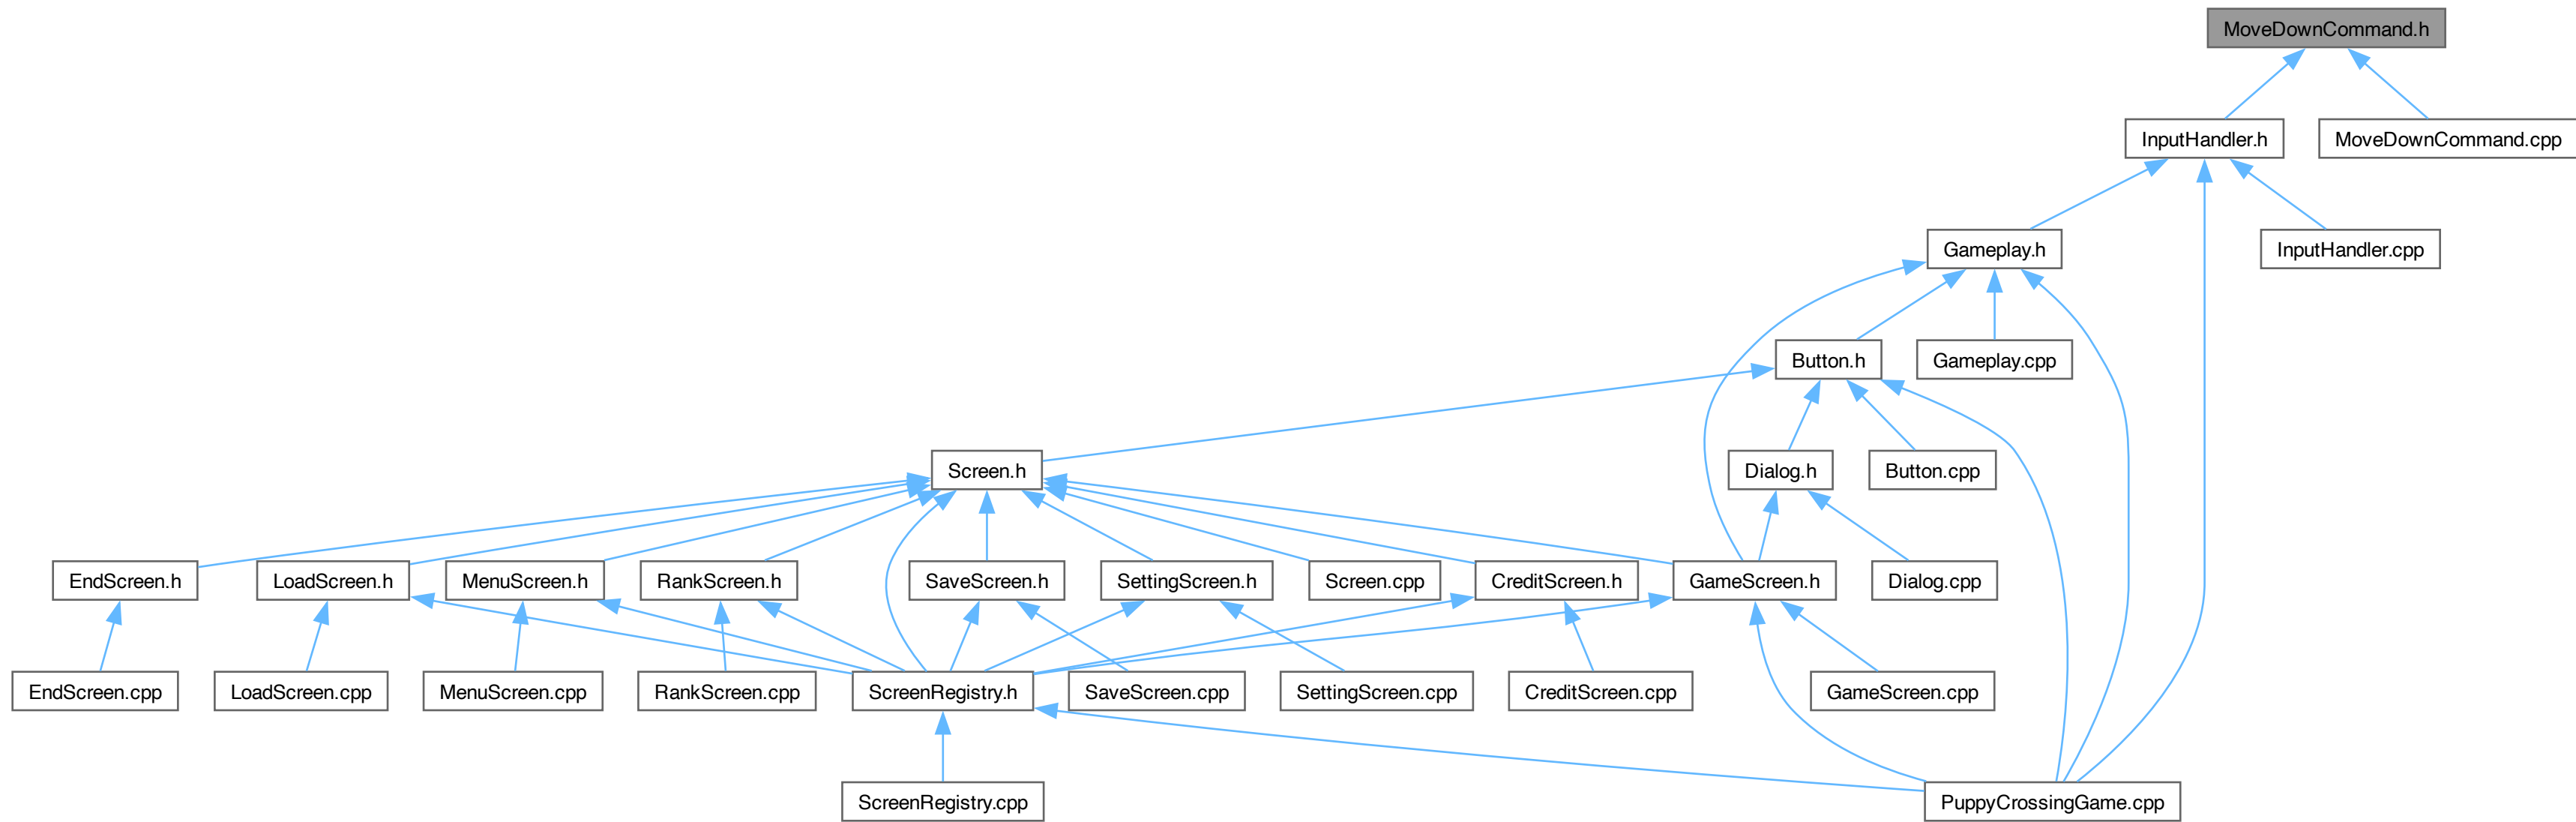 MoveDownCommand.h
InputHandler.h
MoveDownCommand.cpp
Gameplay.h
InputHandler.cpp
Button.h
Gameplay.cpp
Screen.h
Dialog.h
Button.cpp
EndScreen.h
LoadScreen.h
MenuScreen.h
RankScreen.h
SaveScreen.h
SettingScreen.h
Screen.cpp
CreditScreen.h
GameScreen.h
Dialog.cpp
EndScreen.cpp
LoadScreen.cpp
MenuScreen.cpp
RankScreen.cpp
ScreenRegistry.h
SaveScreen.cpp
SettingScreen.cpp
CreditScreen.cpp
GameScreen.cpp
ScreenRegistry.cpp
PuppyCrossingGame.cpp